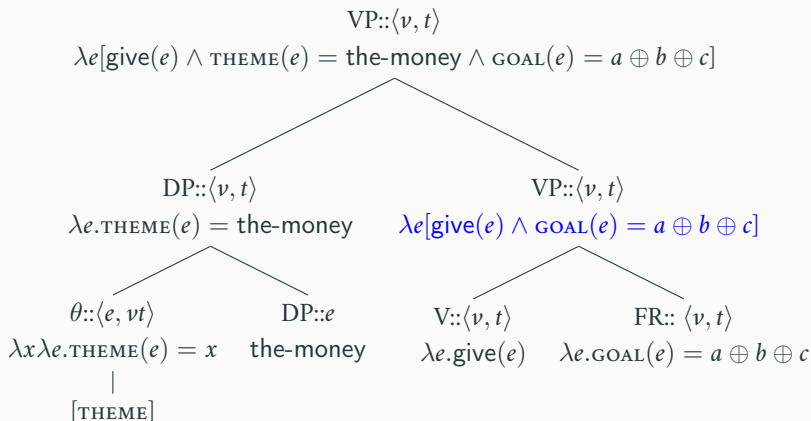 VP::⟨ν, t⟩
λe[give(e) ∧ THEME(e) = the-money ∧ GOAL(e) = a ⊕ b ⊕ c]
DP::⟨ν, t⟩ VP::⟨ν, t⟩
λe.THEME(e) = the-money λe[give(e) ∧ GOAL(e) = a ⊕ b ⊕ c]
θ::⟨e, νt⟩ DP::e V::⟨ν, t⟩ FR:: ⟨ν, t⟩
λxλe.THEME(e) = x the-money λe.give(e) λe.GOAL(e) = a ⊕ b ⊕ c
[THEME]